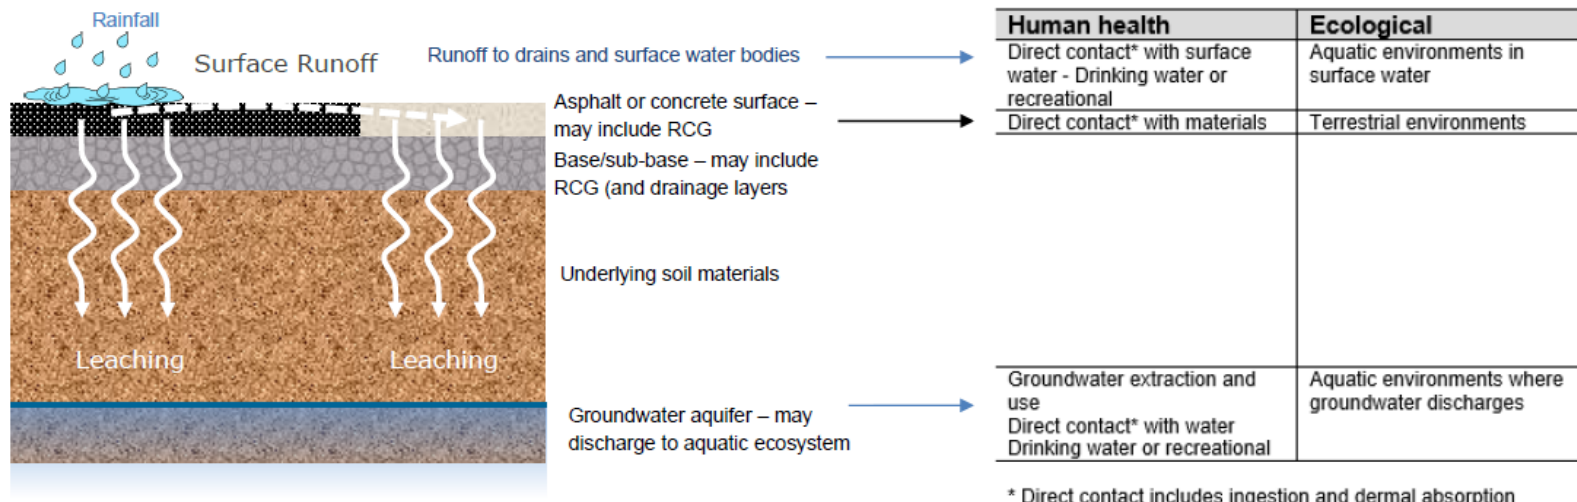 Rainfall
Surface Runoff
Runoff to drains and surface water bodies
Asphalt or concrete surface –
may include RCG
Base/sub-base – may include
RCG (and drainage layers
Underlying soil materials
Leaching
Leaching
Groundwater aquifer – may
discharge to aquatic ecosystem
Human health
Ecological
Direct contact* with surface
water - Drinking water or
recreational
Aquatic environments in
surface water
Direct contact* with materials
Terrestrial environments
Groundwater extraction and
use
Direct contact* with water
Drinking water or recreational
Aquatic environments where
groundwater discharges
* Direct contact includes ingestion and dermal absorption